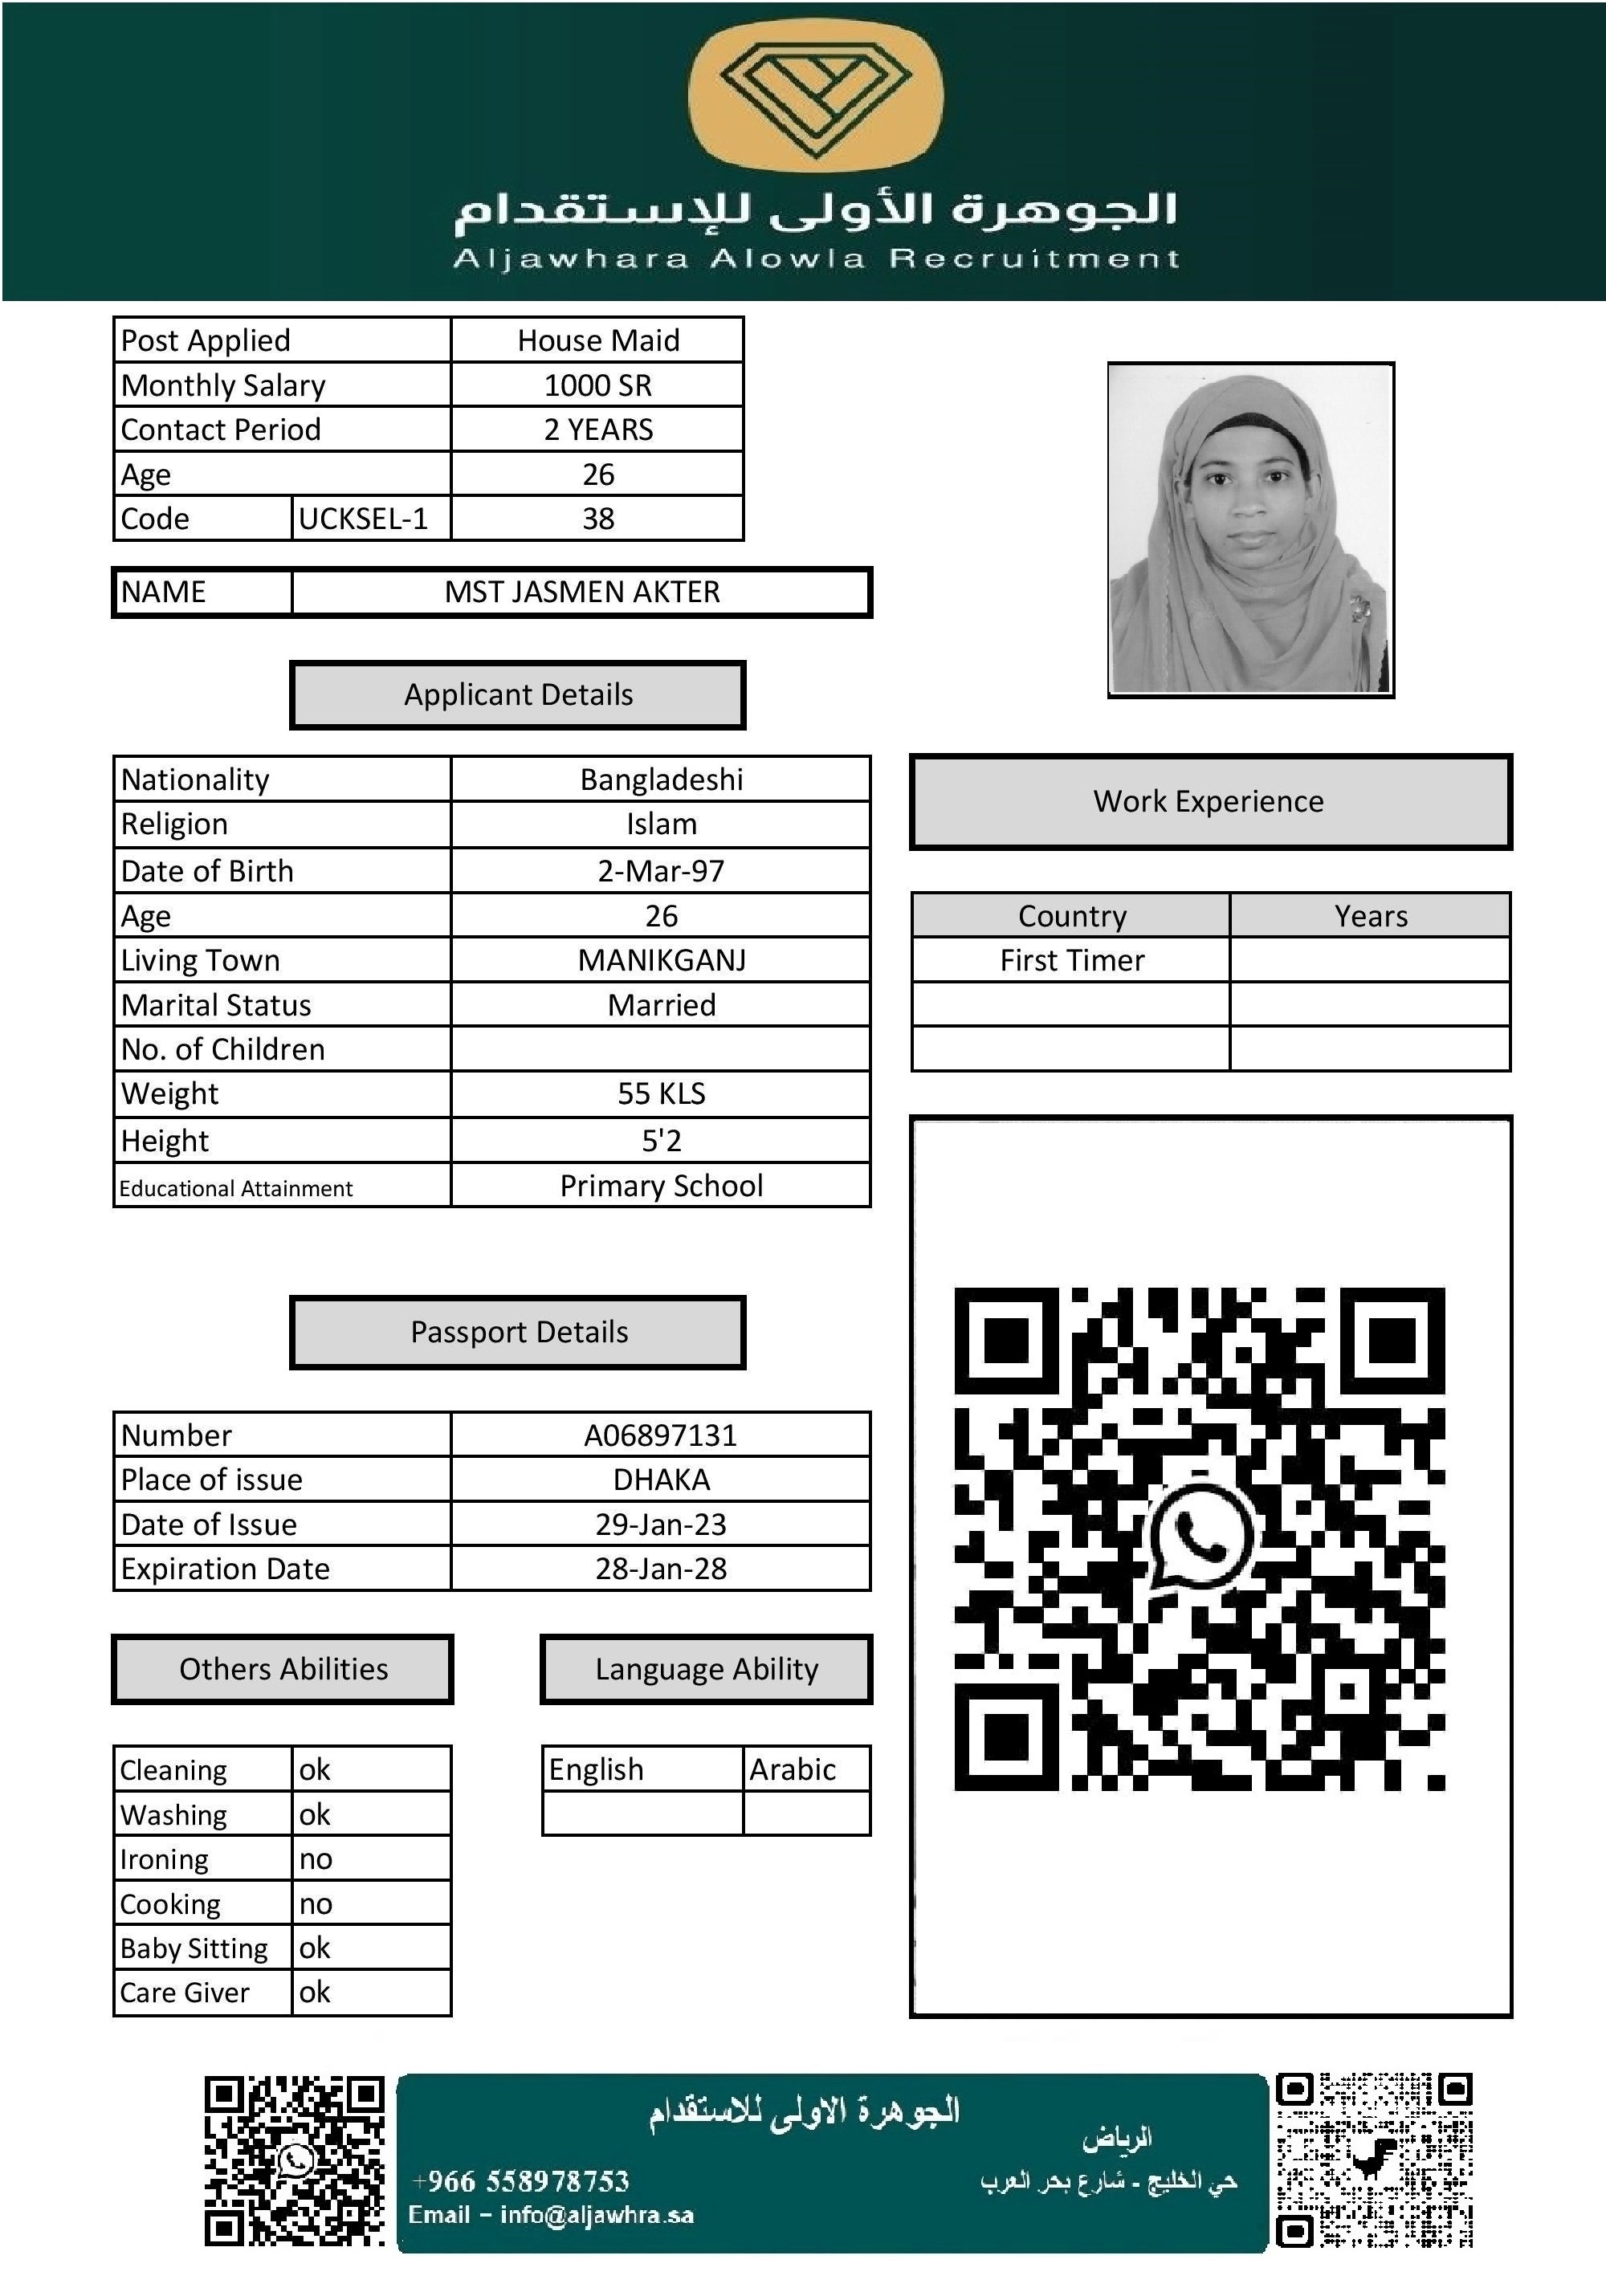 الجوهرة الأولى للإستقدام
Aljawhara Alowla Recruitment
Post Applied House Maid
Monthly Salary 1000 SR
Contact Period 2 YEARS
Age 26
Code UCKSEL-1 38
NAME MST JASMEN AKTER
Applicant Details
Nationality Bangladeshi
Religion Islam
Date of Birth 2-Mar-97
Age 26
Living Town MANIKGANJ
Marital Status Married
No. of Children
Weight 55 KLS
Height 5'2
Educational Attainment Primary School
Work Experience
Country Years
First Timer
Passport Details
Number A06897131
Place of issue DHAKA
Date of Issue 29-Jan-23
Expiration Date 28-Jan-28
Others Abilities
Cleaning ok
Washing ok
Ironing no
Cooking no
Baby Sitting ok
Care Giver ok
Language Ability
English Arabic
الجوهرة الاولى للاستقدام
الرياض
حي الخليج - شارع بحر العرب
+966 558978753
Email - info@aljawhra.sa